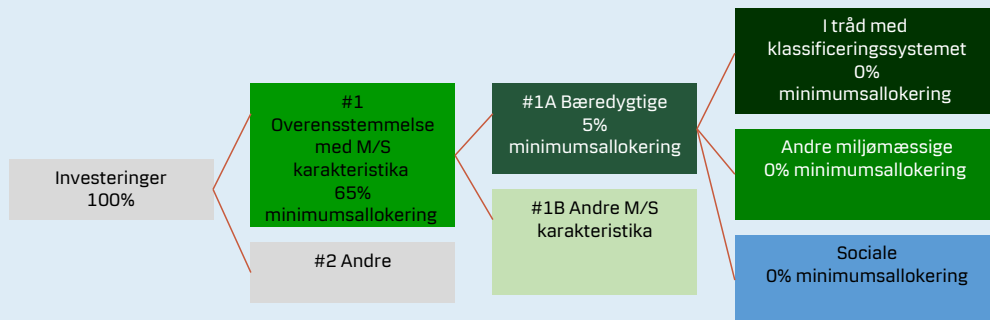 Investeringer
100%
#1
Overensstemmelse
med M/S
karakteristika
65%
minimumsallokering
#2 Andre
#1A Bæredygtige
5%
minimumsallokering
#1B Andre M/S
karakteristika
I tråd med
klassificeringssystemet
0%
minimumsallokering
Andre miljømæssige
0% minimumsallokering
Sociale
0% minimumsallokering